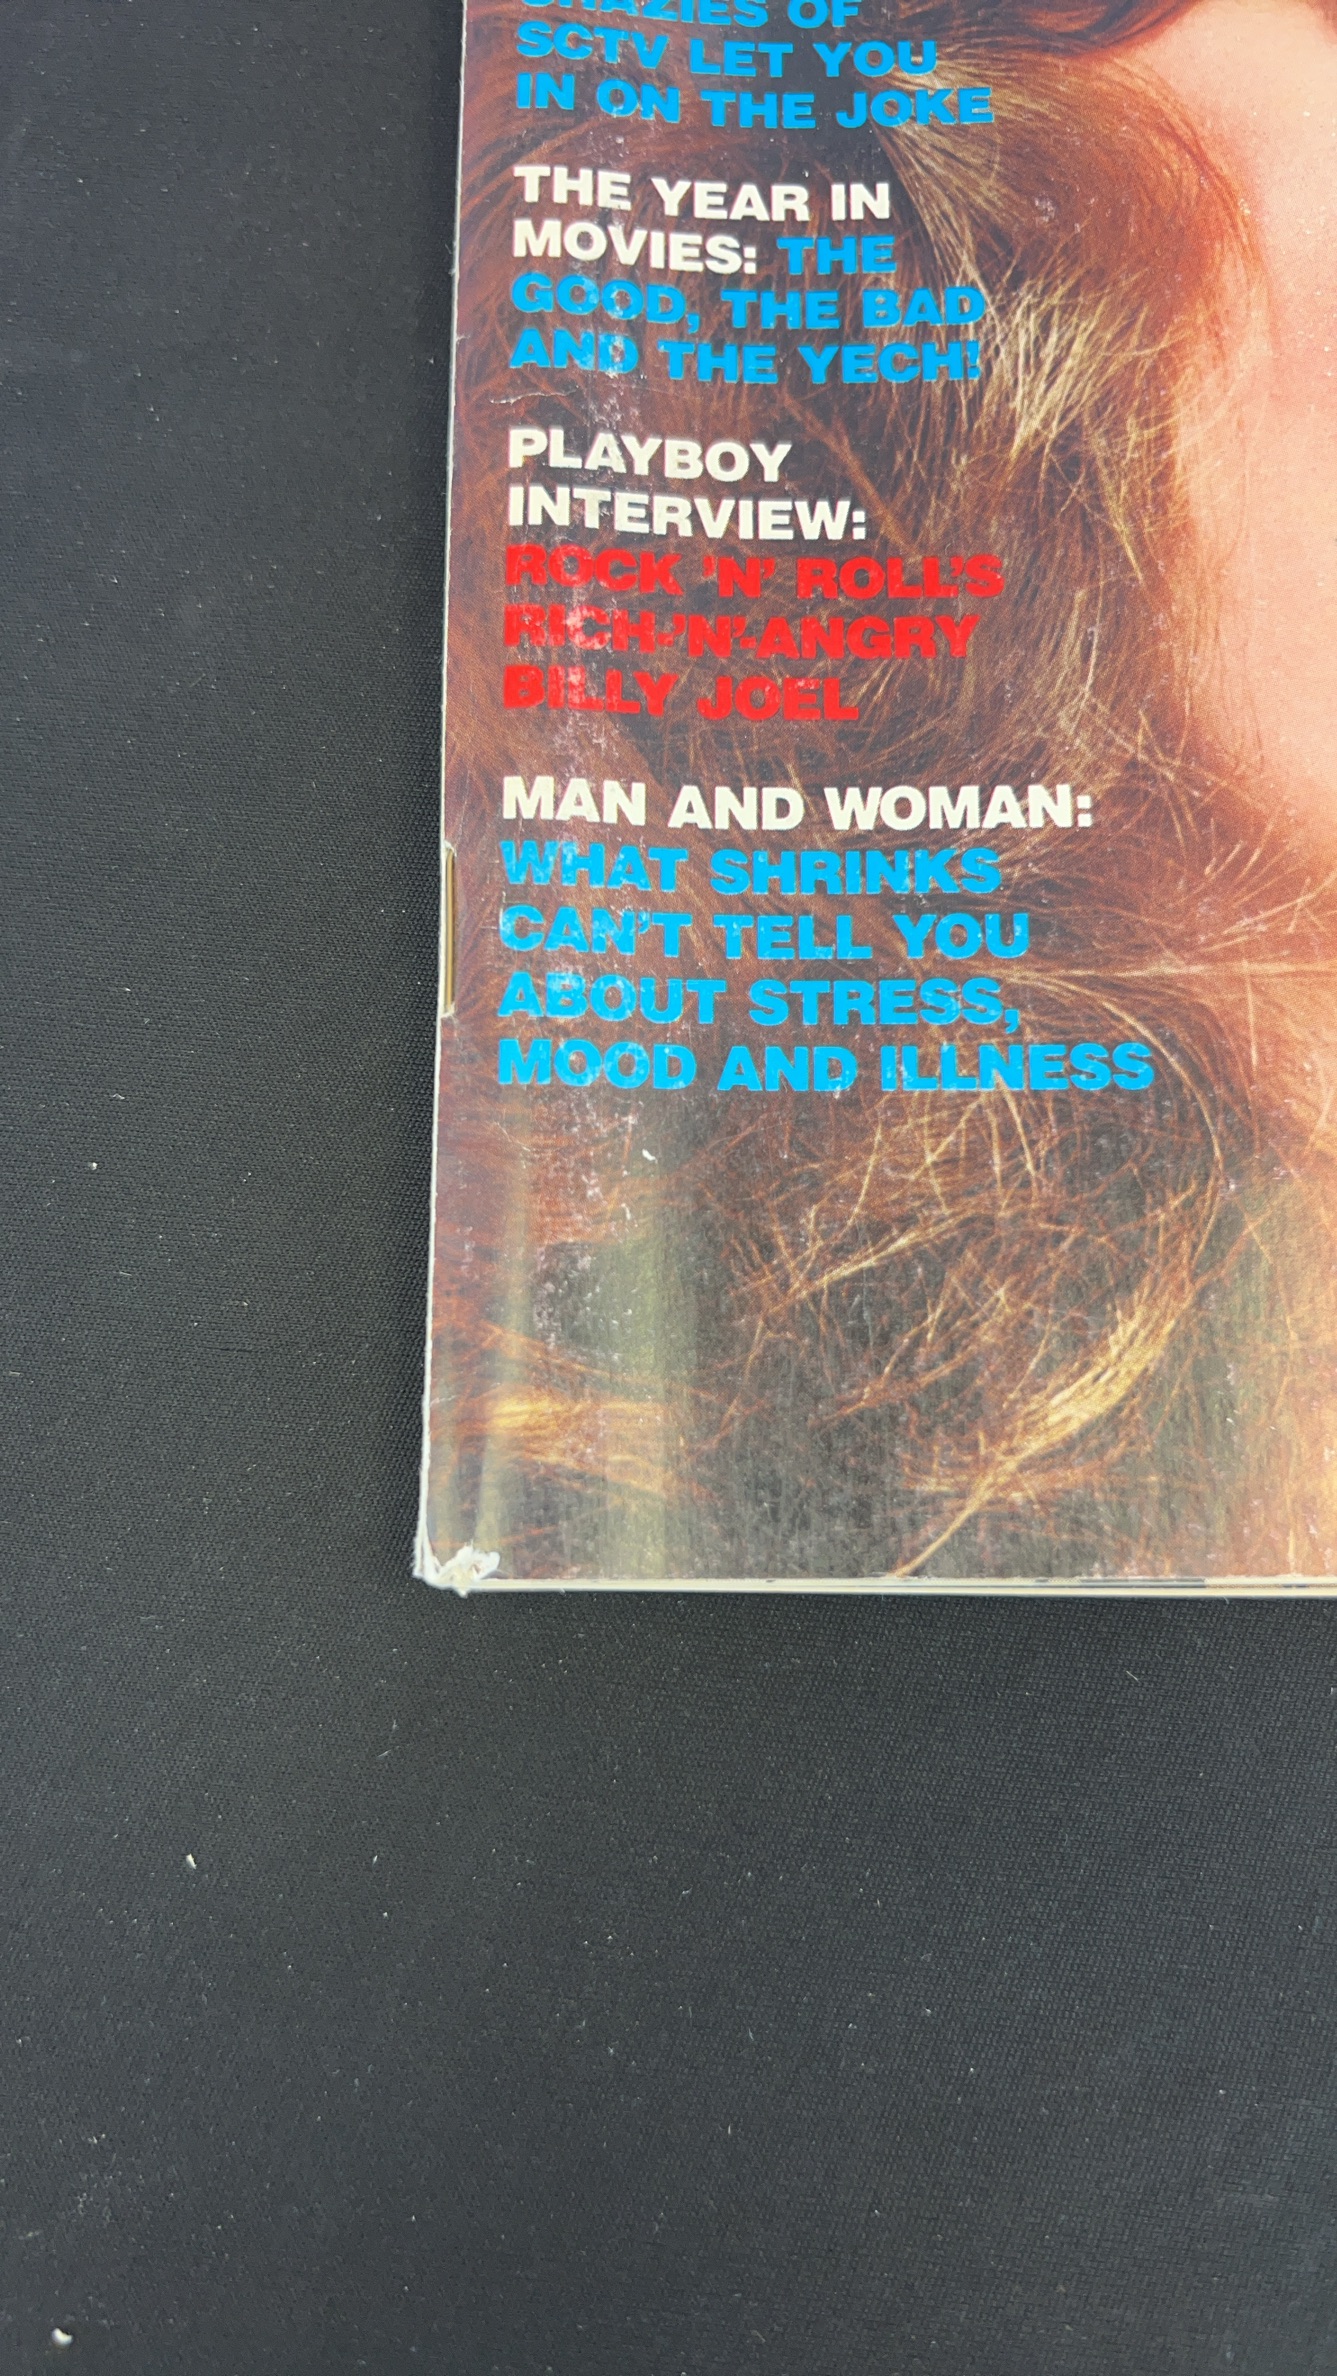 CRAZIES OF
SCTV LET YOU
IN ON THE JOKE
THE YEAR IN
MOVIES: THE
GOOD, THE BAD
AND THE YECH!
PLAYBOY
INTERVIEW:
ROCK 'N' ROLL'S
RICH-'N'-ANGRY
BILLY JOEL
MAN AND WOMAN:
WHAT SHRINKS
CAN'T TELL YOU
ABOUT STRESS,
MOOD AND ILLNESS